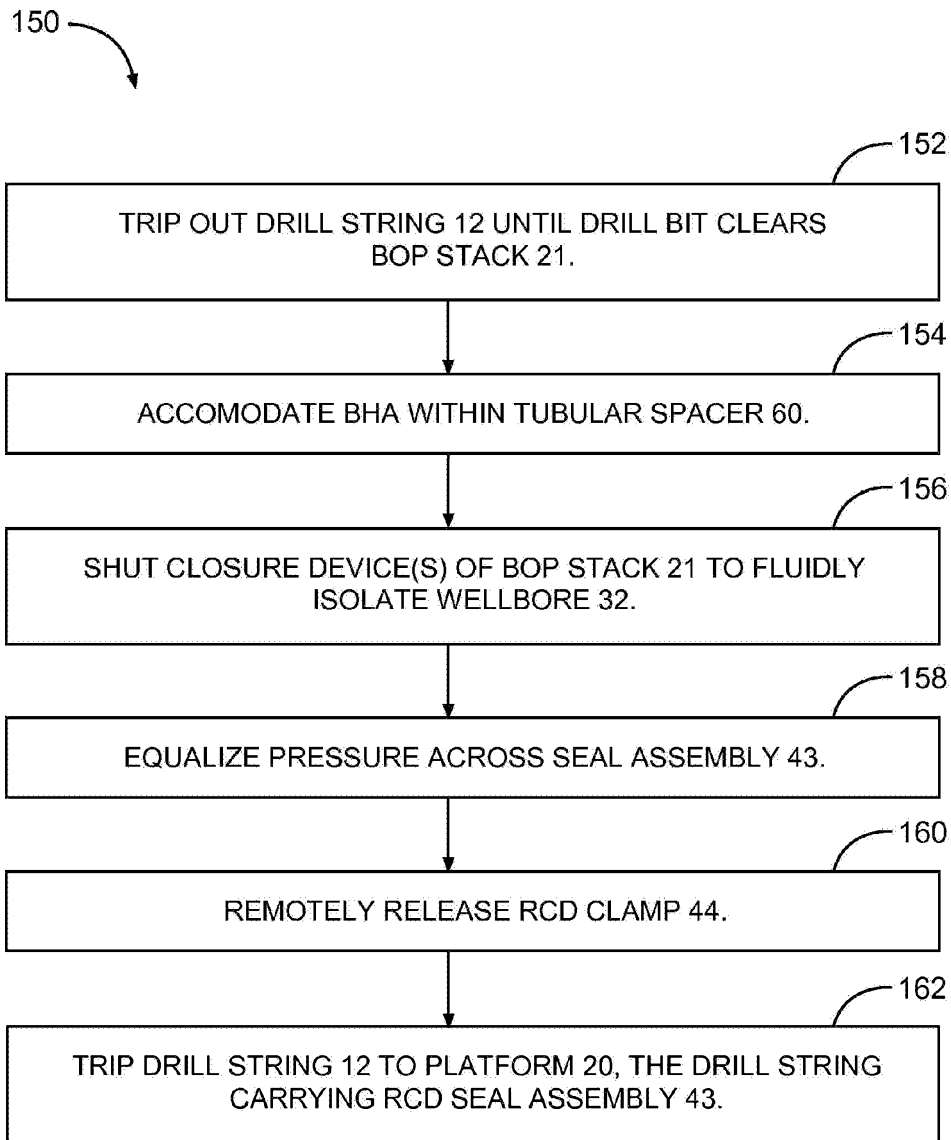 150
152
TRIP OUT DRILL STRING 12 UNTIL DRILL BIT CLEARS
BOP STACK 21.
154
ACCOMODATE BHA WITHIN TUBULAR SPACER 60.
156
SHUT CLOSURE DEVICE(S) OF BOP STACK 21 TO FLUIDLY
ISOLATE WELLBORE 32.
158
EQUALIZE PRESSURE ACROSS SEAL ASSEMBLY 43.
160
REMOTELY RELEASE RCD CLAMP 44.
162
TRIP DRILL STRING 12 TO PLATFORM 20, THE DRILL STRING
CARRYING RCD SEAL ASSEMBLY 43.